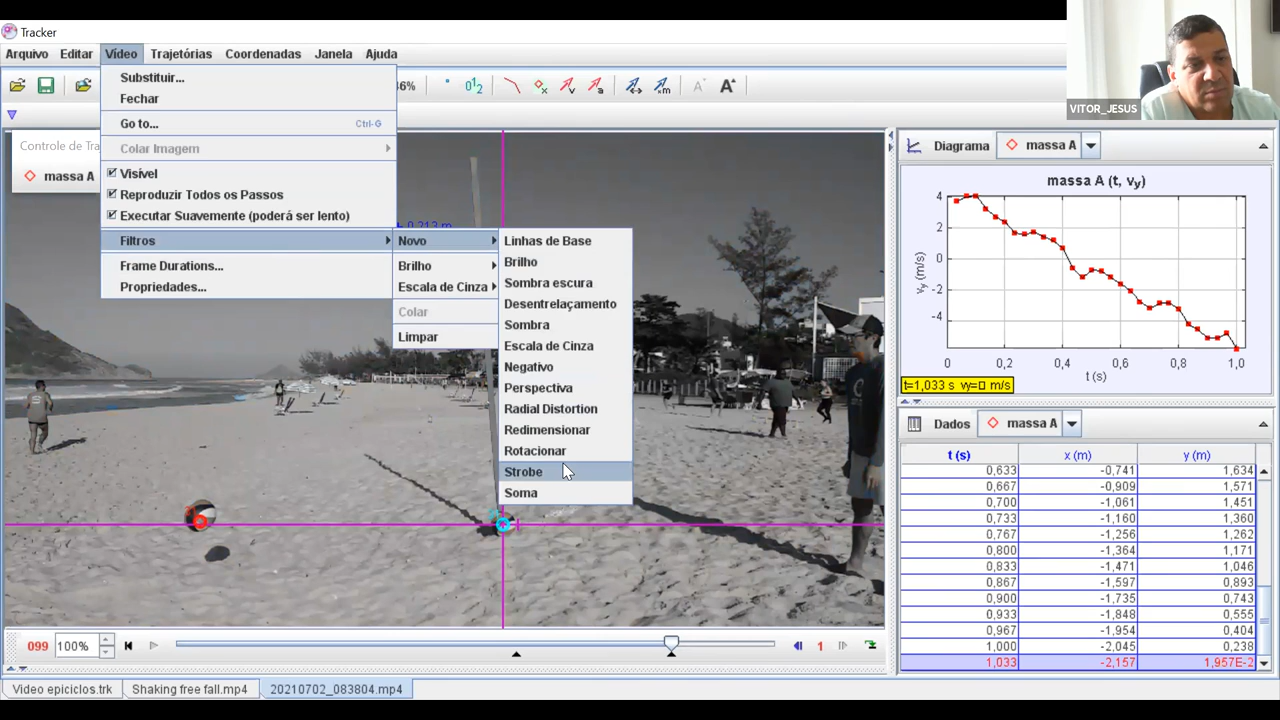 Tracker
Arquivo Editar Vídeo Trajetórias Coordenadas Janela Ajuda
VITOR_JESUS
Substituir...
Fechar
Go to... Ctrl-G
Colar Imagem
Visível
Reproduzir Todos os Passos
Executar Suavemente (poderá ser lento)
Filtros
Frame Durations...
Propriedades...
Novo
Brilho
Escala de Cinza
Colar
Limpar
Linhas de Base
Brilho
Sombra escura
Desentrelaçamento
Sombra
Escala de Cinza
Negativo
Perspectiva
Radial Distortion
Redimensionar
Rotacionar
Strobe
Soma
massa A
0,213 m
Diagrama massa A
massa A (t, vy)
vy (m/s)
4
0
-2
-4
0,2 0,4 0,6 0,8 1,0
t (s)
Dados massa A
t (s) x (m) y (m)
0,633 -0,741 1,634
0,667 -0,909 1,571
0,700 -1,061 1,451
0,733 -1,160 1,360
0,767 -1,256 1,262
0,800 -1,364 1,171
0,833 -1,471 1,046
0,867 -1,597 0,893
0,900 -1,735 0,743
0,933 -1,848 0,555
0,967 -1,954 0,404
1,000 -2,045 0,238
1,033 -2,157 1,957E-2
099 100% 1
Video epiciclos.trk Shaking free fall.mp4 20210702_083804.mp4